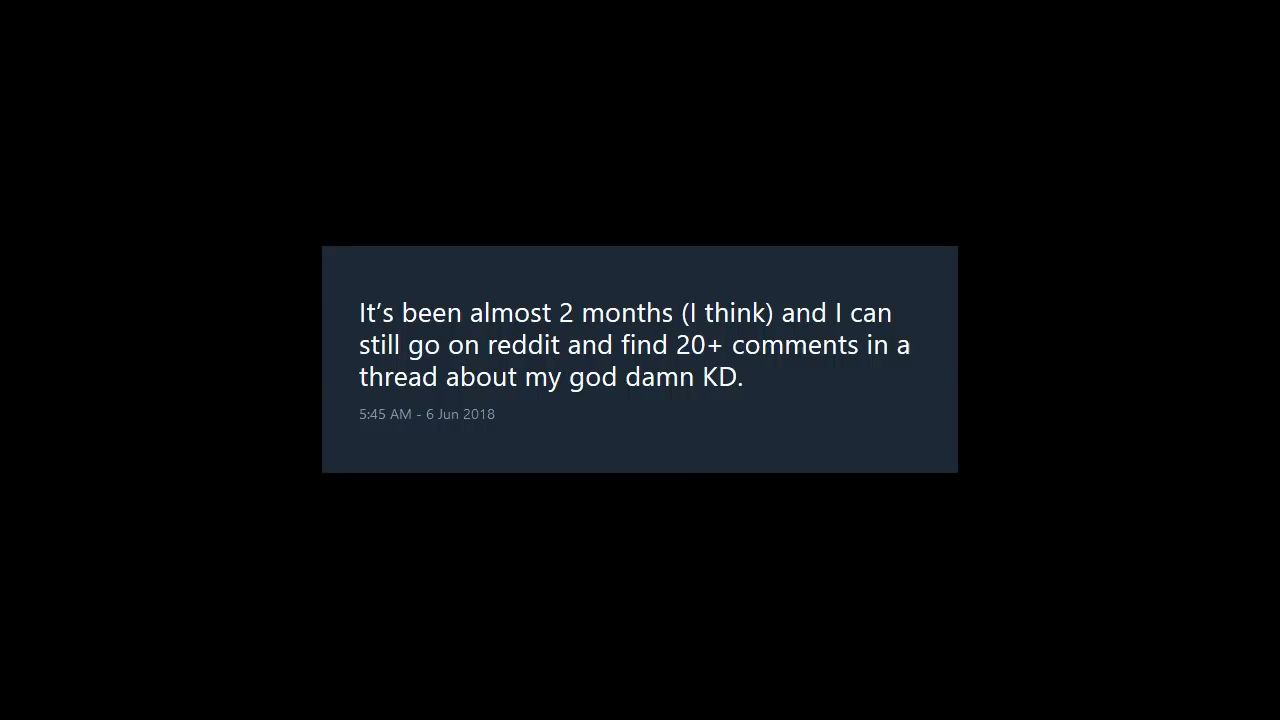 It’s been almost 2 months (I think) and I can
still go on reddit and find 20+ comments in a
thread about my god damn KD.
5:45 AM - 6 Jun 2018